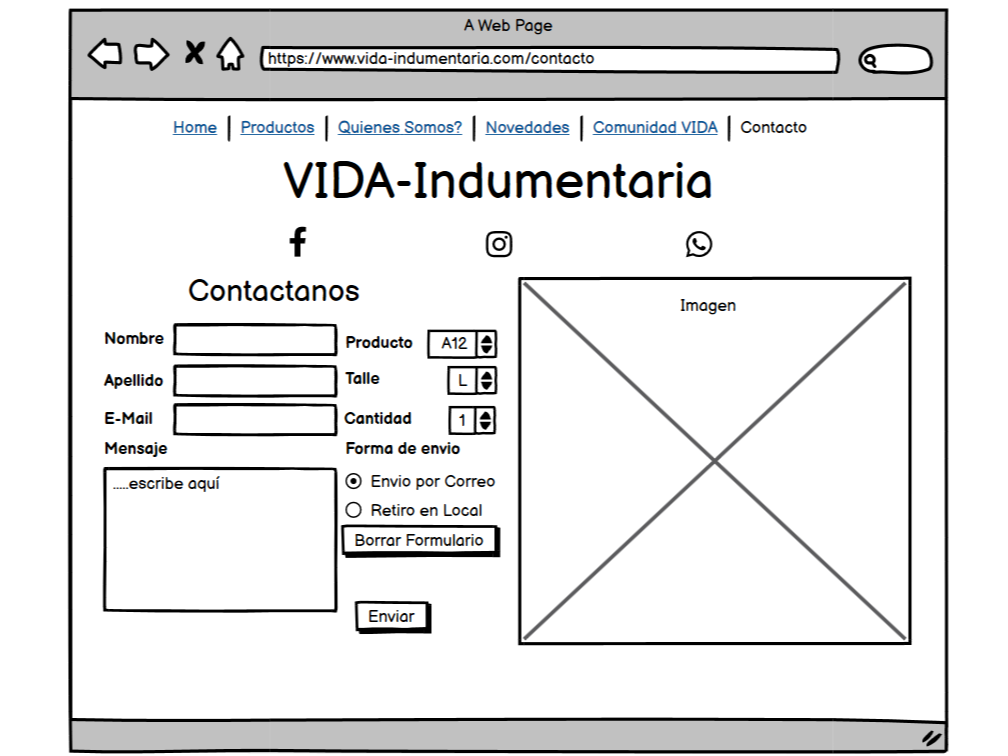 A Web Page
https://www.vida-indumentaria.com/contacto
Home | Productos | Quienes Somos? | Novedades | Comunidad VIDA | Contacto
VIDA-Indumentaria
Contactanos
Imagen
Nombre
Producto A12
Apellido
Talle L
E-Mail
Cantidad 1
Mensaje
Forma de envio
.....escribe aquí
Envio por Correo
Retiro en Local
Borrar Formulario
Enviar